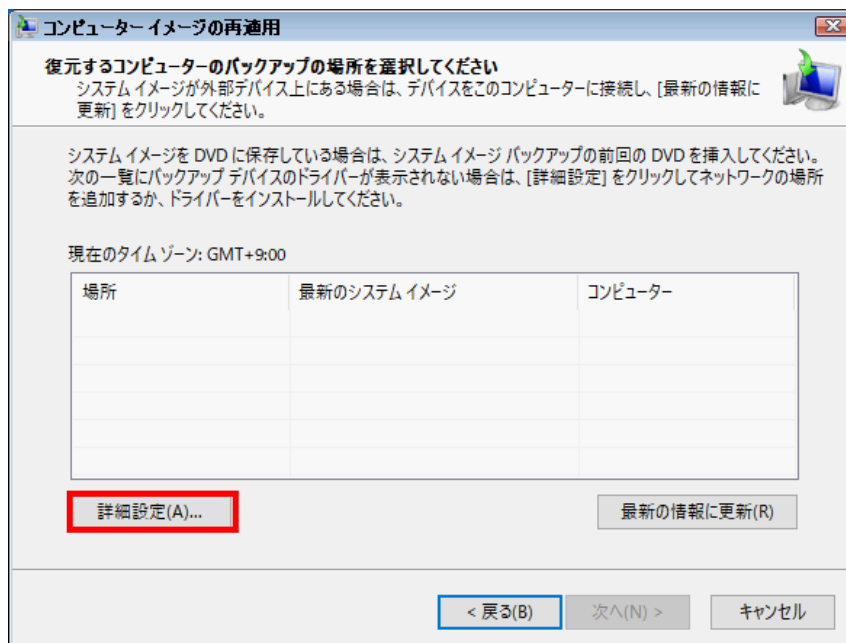 コンピューター イメージの再適用
復元するコンピューターのバックアップの場所を選択してください
システム イメージが外部デバイス上にある場合は、デバイスをこのコンピューターに接続し、[最新の情報に
更新] をクリックしてください。
システム イメージを DVD に保存している場合は、システム イメージ バックアップの前回の DVD を挿入してください。
次の一覧にバックアップ デバイスのドライバーが表示されない場合は、[詳細設定] をクリックしてネットワークの場所
を追加するか、ドライバーをインストールしてください。
現在のタイム ゾーン: GMT+9:00
場所 最新のシステム イメージ コンピューター
詳細設定(A)... 最新の情報に更新(R)
< 戻る(B) 次へ(N) > キャンセル